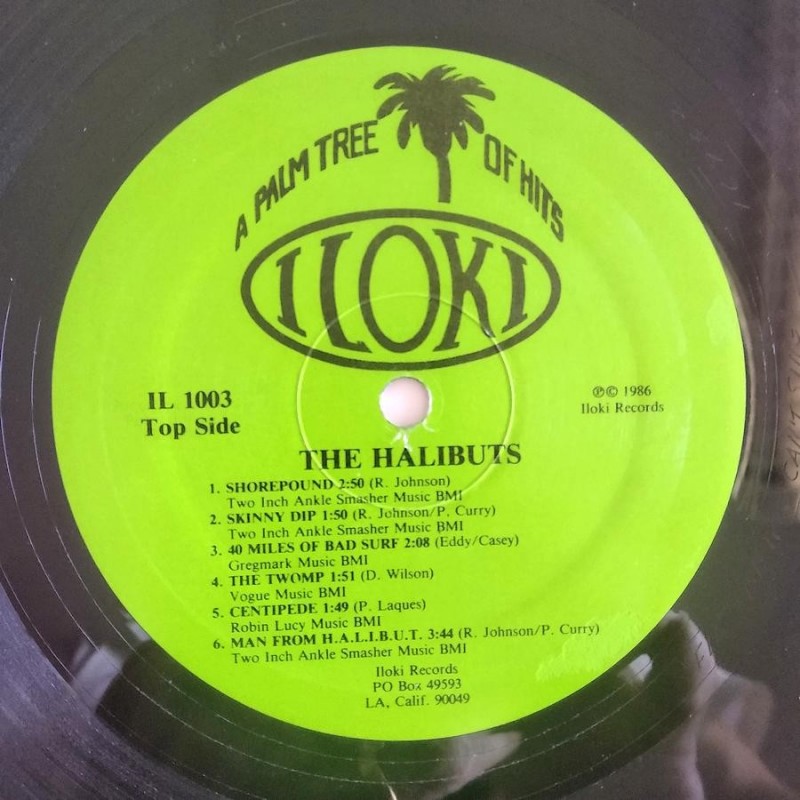 A PALM TREE OF HITS
ILOKI
IL 1003
Top Side
℗© 1986
Iloki Records
THE HALIBUTS
1. SHOREPOUND 2:50 (R. Johnson)
Two Inch Ankle Smasher Music BMI
2. SKINNY DIP 1:50 (R. Johnson/P. Curry)
Two Inch Ankle Smasher Music BMI
3. 40 MILES OF BAD SURF 2:08 (Eddy/Casey)
Gregmark Music BMI
4. THE TWOMP 1:51 (D. Wilson)
Vogue Music BMI
5. CENTIPEDE 1:49 (P. Laques)
Robin Lucy Music BMI
6. MAN FROM H.A.L.I.B.U.T. 3:44 (R. Johnson/P. Curry)
Two Inch Ankle Smasher Music BMI
Iloki Records
PO Box 49593
LA, Calif. 90049